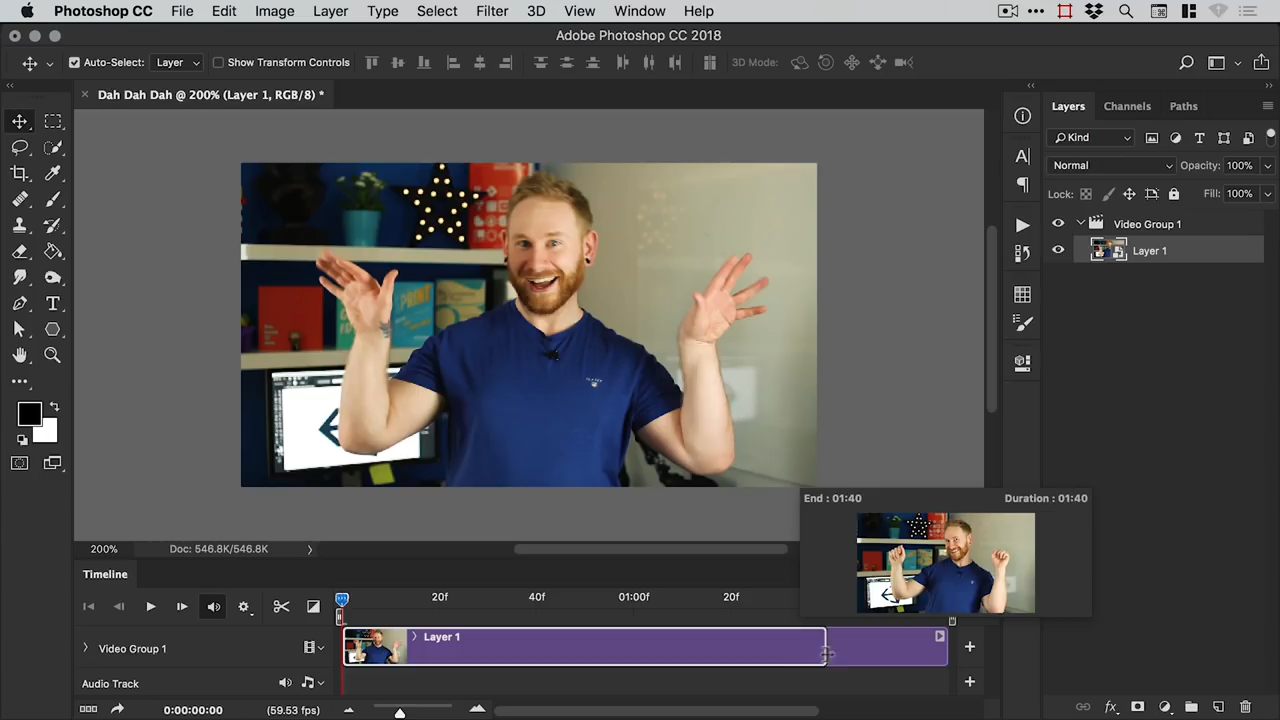 Photoshop CC File Edit Image Layer Type Select Filter 3D View Window Help
Adobe Photoshop CC 2018
Auto-Select: Layer Show Transform Controls 3D Mode:
Dah Dah Dah @ 200% (Layer 1, RGB/8) *
Layers Channels Paths
Kind
Normal Opacity: 100%
Lock: Fill: 100%
Video Group 1
Layer 1
End : 01:40 Duration : 01:40
200% Doc: 546.8K/546.8K
Timeline
20f 40f 01:00f 20f
Video Group 1 Layer 1
Audio Track
0:00:00:00 (59.53 fps)